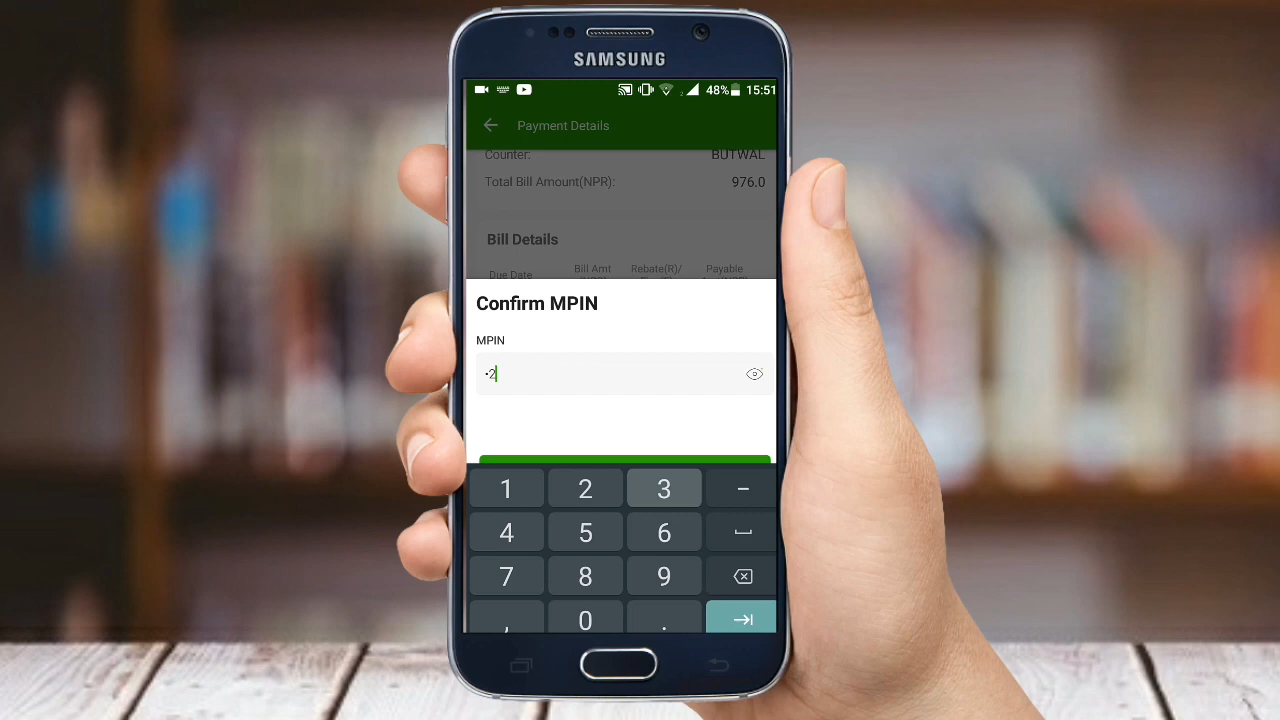 SAMSUNG
48% 15:51
Payment Details
Counter: BUTWAL
Total Bill Amount(NPR): 976.0
Bill Details
Due Date Bill Amt Rebate(R)/ Payable
Confirm MPIN
MPIN
•2
1 2 3 –
4 5 6
7 8 9
, 0 .